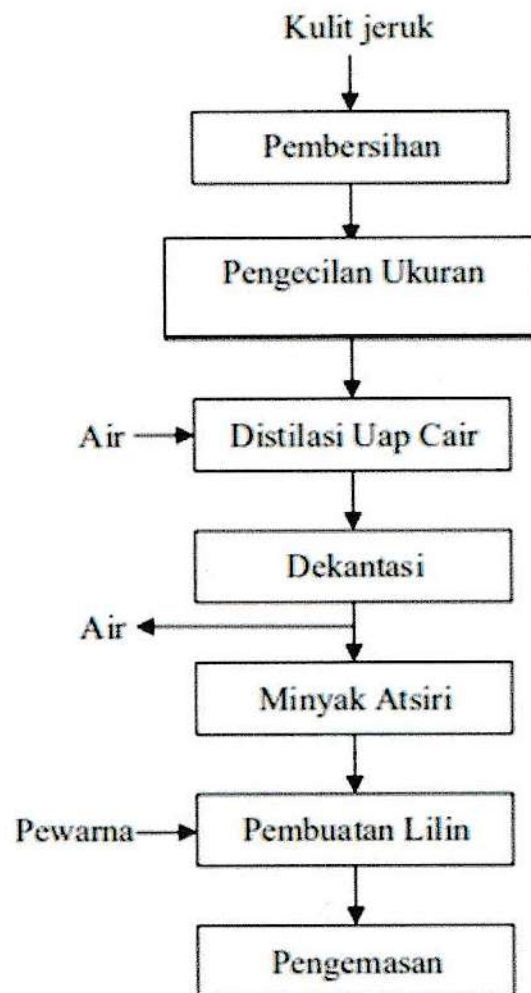 Kulit jeruk
Pembersihan
Pengecilan Ukuran
Air
Distilasi Uap Cair
Dekantasi
Air
Minyak Atsiri
Pewarna
Pembuatan Lilin
Pengemasan